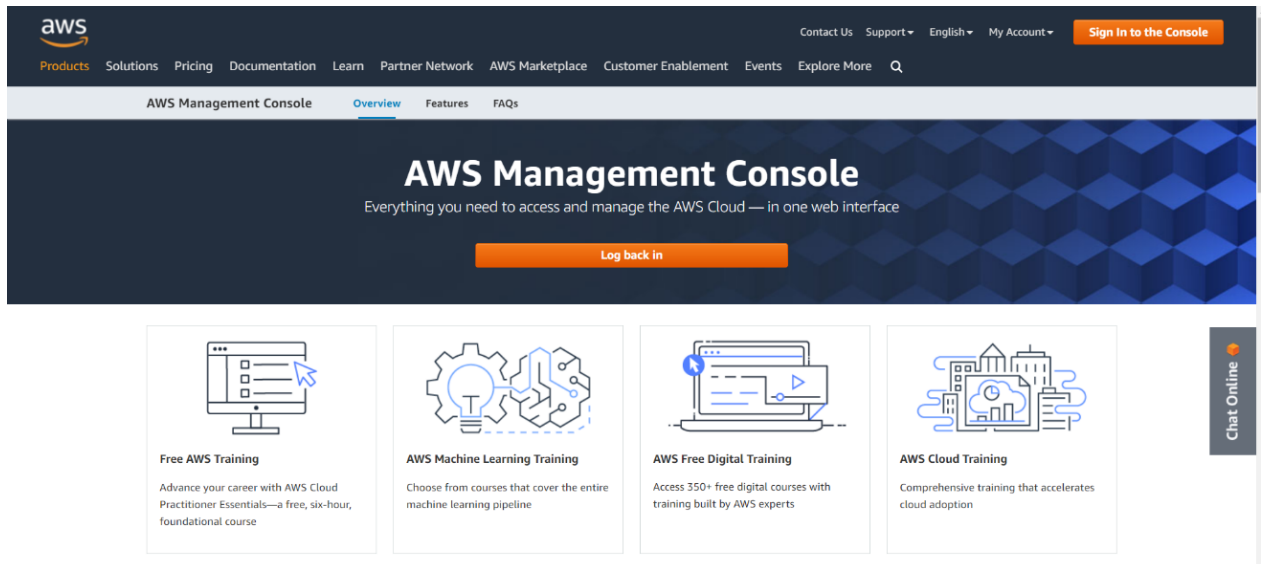 aws
Contact Us Support English My Account Sign In to the Console
Products Solutions Pricing Documentation Learn Partner Network AWS Marketplace Customer Enablement Events Explore More
AWS Management Console Overview Features FAQs
AWS Management Console
Everything you need to access and manage the AWS Cloud — in one web interface
Log back in
Free AWS Training
Advance your career with AWS Cloud
Practitioner Essentials—a free, six-hour,
foundational course
AWS Machine Learning Training
Choose from courses that cover the entire
machine learning pipeline
AWS Free Digital Training
Access 350+ free digital courses with
training built by AWS experts
AWS Cloud Training
Comprehensive training that accelerates
cloud adoption
Chat Online